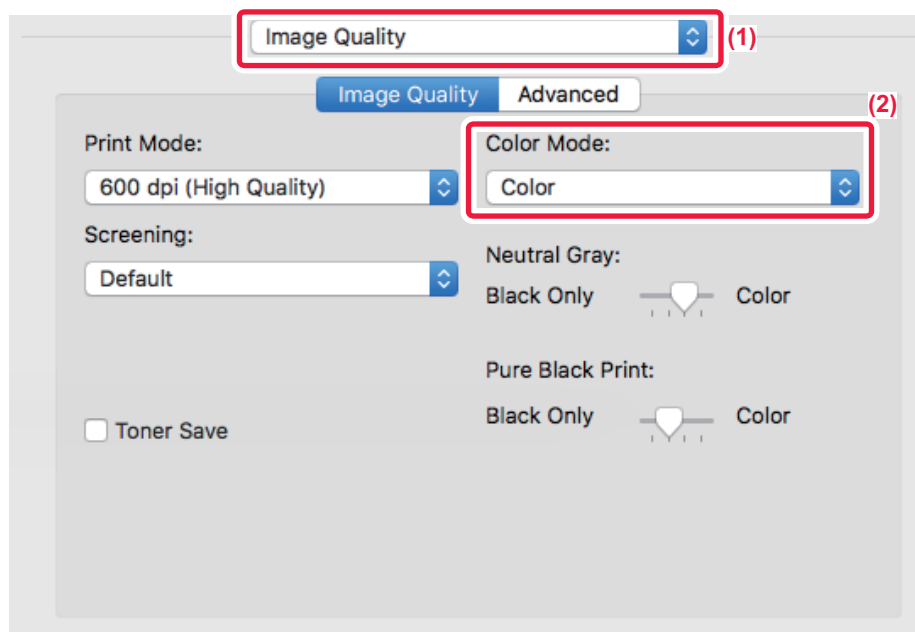 Image Quality
(1)
Image Quality
Advanced
(2)
Print Mode:
600 dpi (High Quality)
Screening:
Default
Toner Save
Color Mode:
Color
Neutral Gray:
Black Only Color
Pure Black Print:
Black Only Color